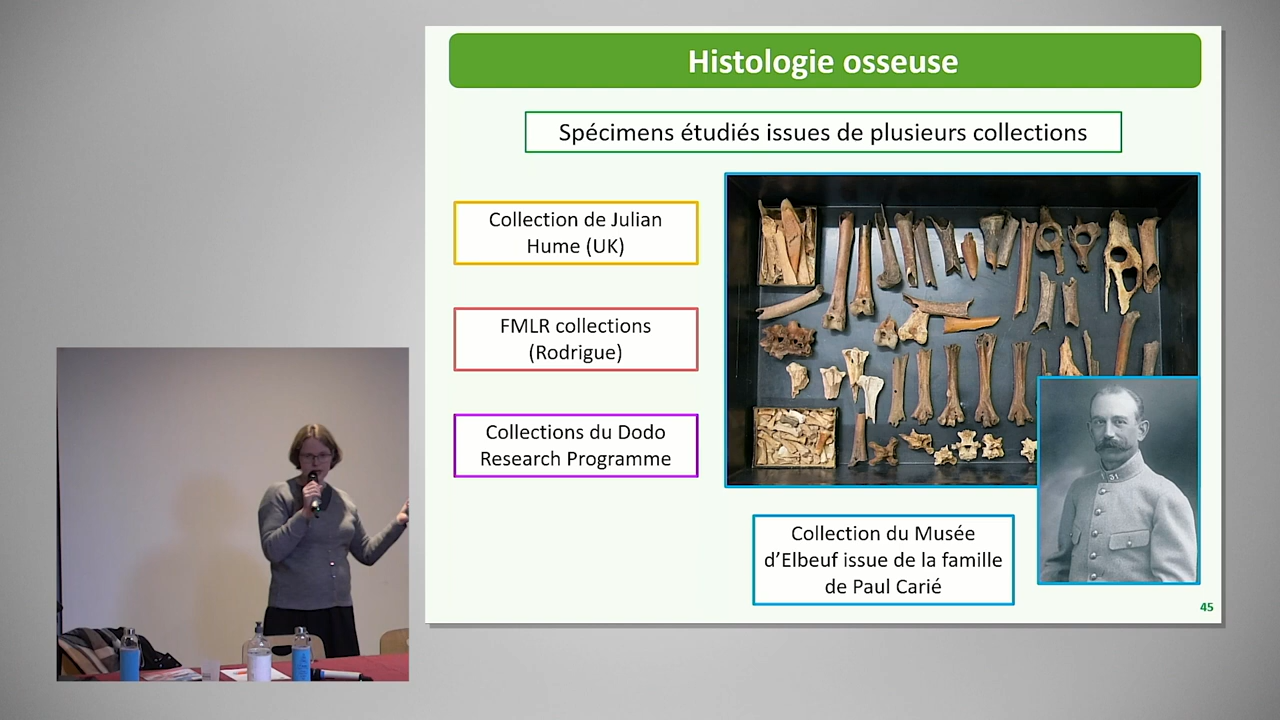 Histologie osseuse
Spécimens étudiés issues de plusieurs collections
Collection de Julian
Hume (UK)
FMLR collections
(Rodrigue)
Collections du Dodo
Research Programme
Collection du Musée
d’Elbeuf issue de la famille
de Paul Carié
45